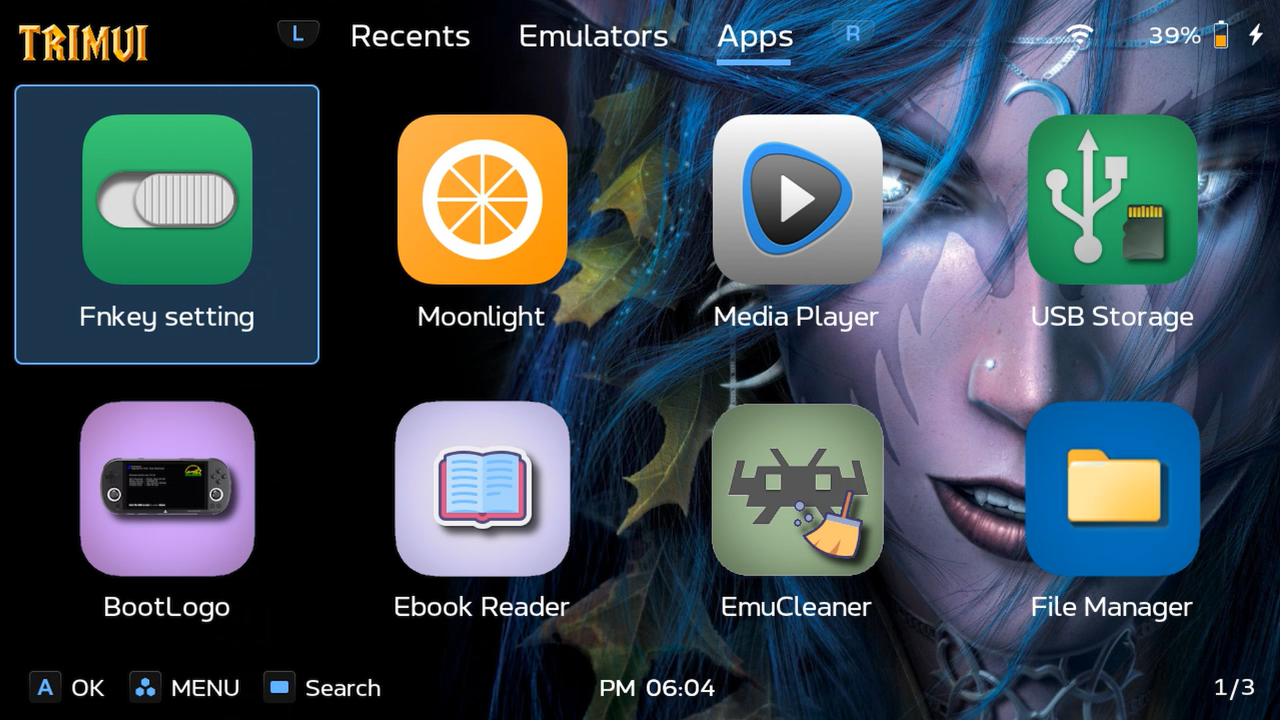 TRIMUI L Recents Emulators Apps R 39%
Fnkey setting Moonlight Media Player USB Storage
BootLogo Ebook Reader EmuCleaner File Manager
A OK MENU Search PM 06:04 1/3